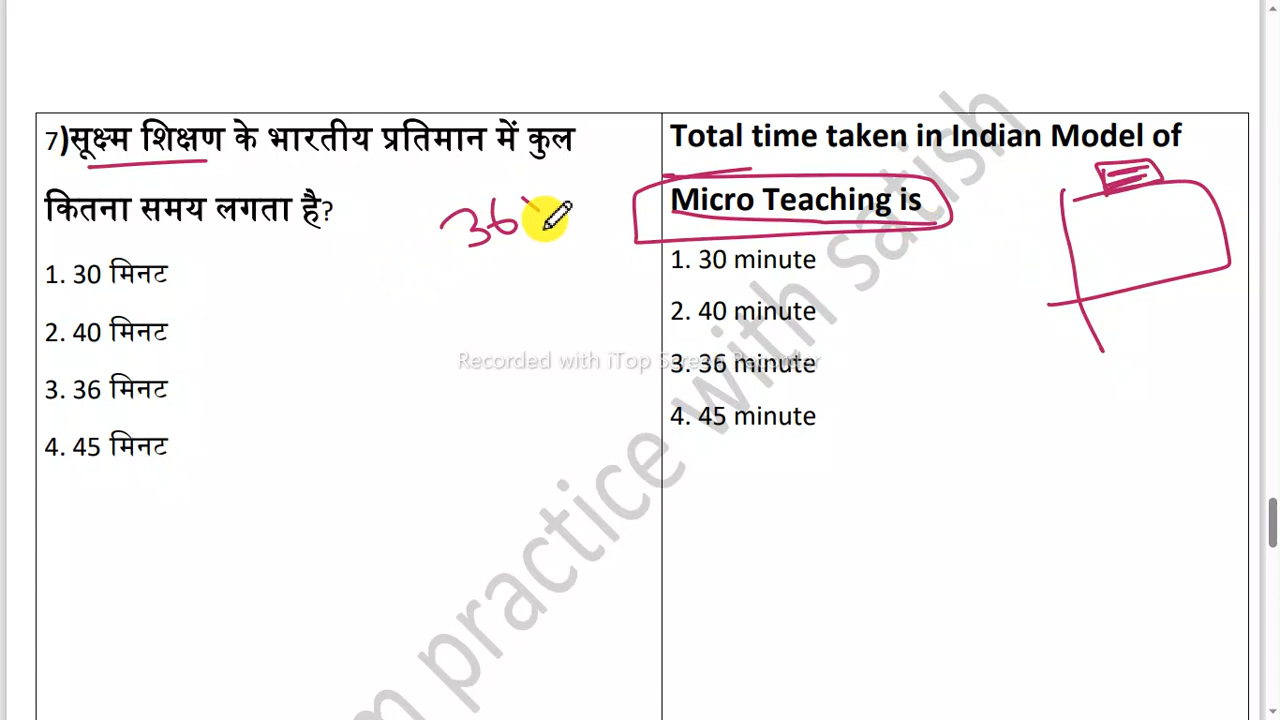 7)सूक्ष्म शिक्षण के भारतीय प्रतिमान में कुल
कितना समय लगता है?
36
1. 30 मिनट
2. 40 मिनट
3. 36 मिनट
4. 45 मिनट
Total time taken in Indian Model of
Micro Teaching is
1. 30 minute
2. 40 minute
3. 36 minute
4. 45 minute
Recorded with iTop Screen Recorder
m practice with satish